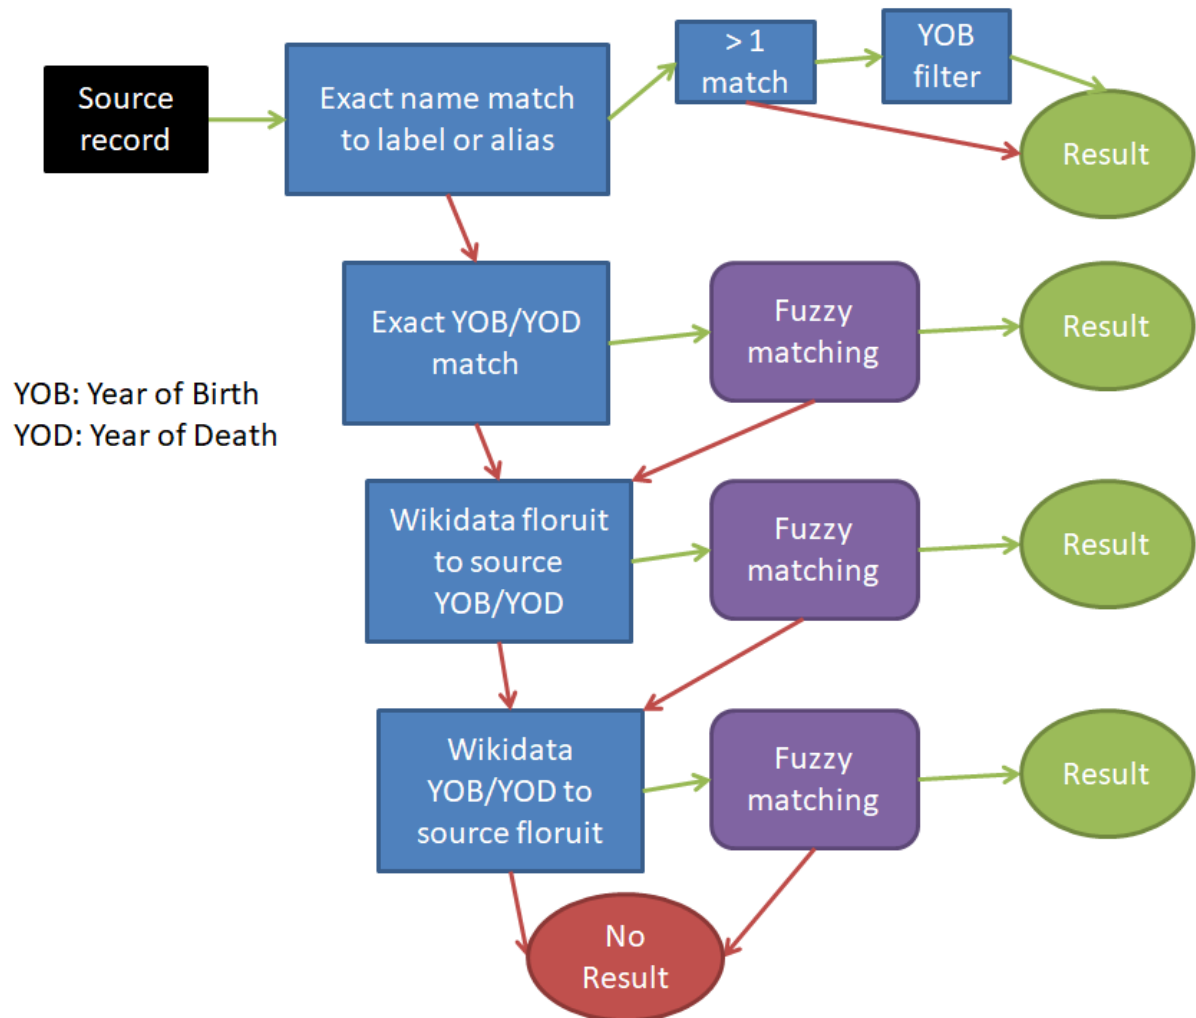 Source
record
Exact name match
to label or alias
> 1
match
YOB
filter
Result
Exact YOB/YOD
match
Fuzzy
matching
Result
YOB: Year of Birth
YOD: Year of Death
Wikidata floruit
to source
YOB/YOD
Fuzzy
matching
Result
Wikidata
YOB/YOD to
source floruit
Fuzzy
matching
Result
No
Result